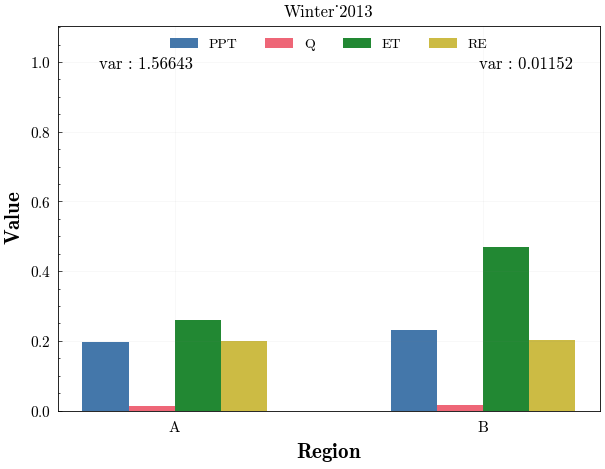 Winter˙2013
PPT Q ET RE
var : 1.56643 var : 0.01152
1.0
0.8
0.6
0.4
0.2
0.0
Value
A B
Region